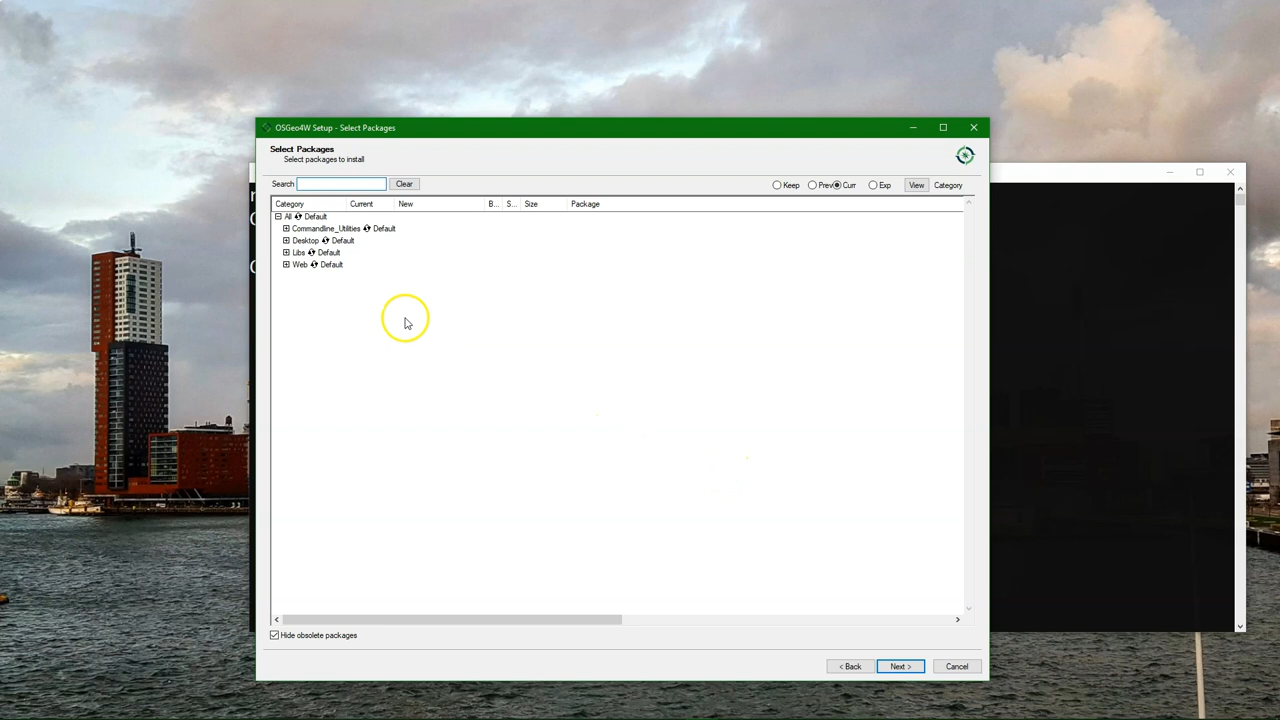 OSGeo4W Setup - Select Packages
Select Packages
Select packages to install
Search Clear Keep Prev Curr Exp View Category
Category Current New B... S... Size Package
All Default
Commandline_Utilities Default
Desktop Default
Libs Default
Web Default
Hide obsolete packages
< Back Next > Cancel